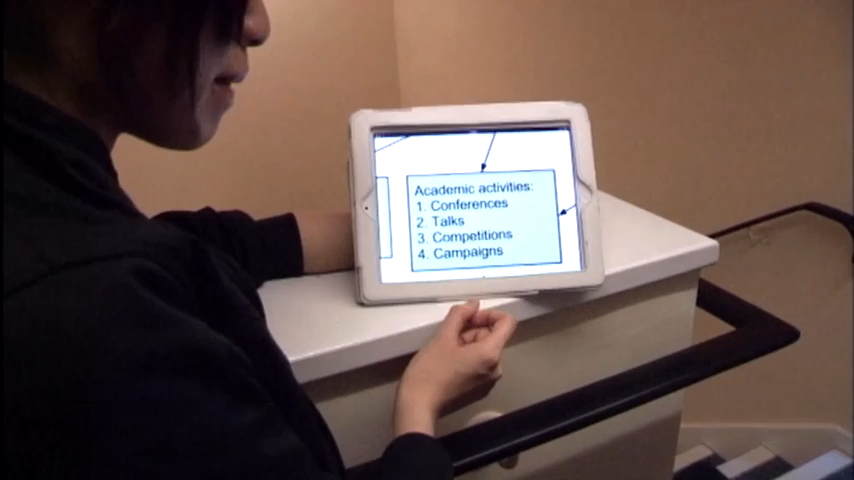 Academic activities:
1. Conferences
2. Talks
3. Competitions
4. Campaigns